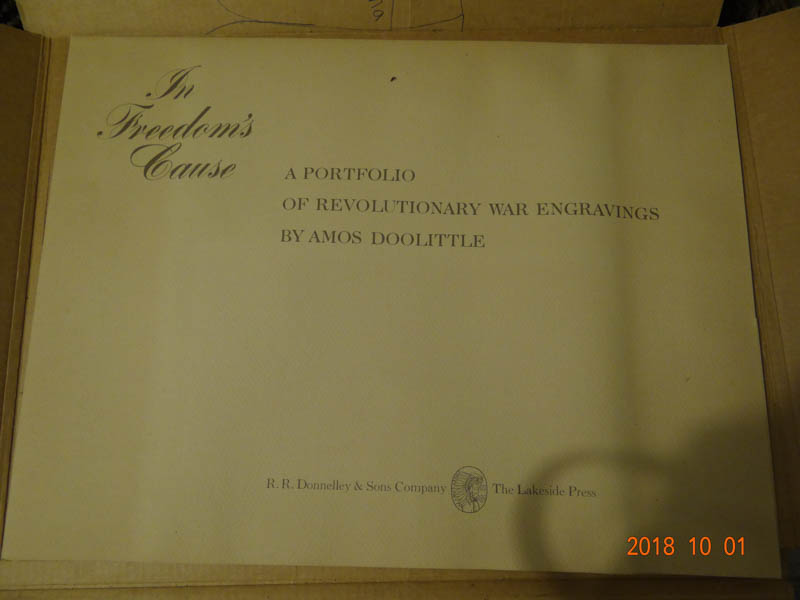 In
Freedom's
Cause
A PORTFOLIO
OF REVOLUTIONARY WAR ENGRAVINGS
BY AMOS DOOLITTLE
R. R. Donnelley & Sons Company The Lakeside Press
2018 10 01